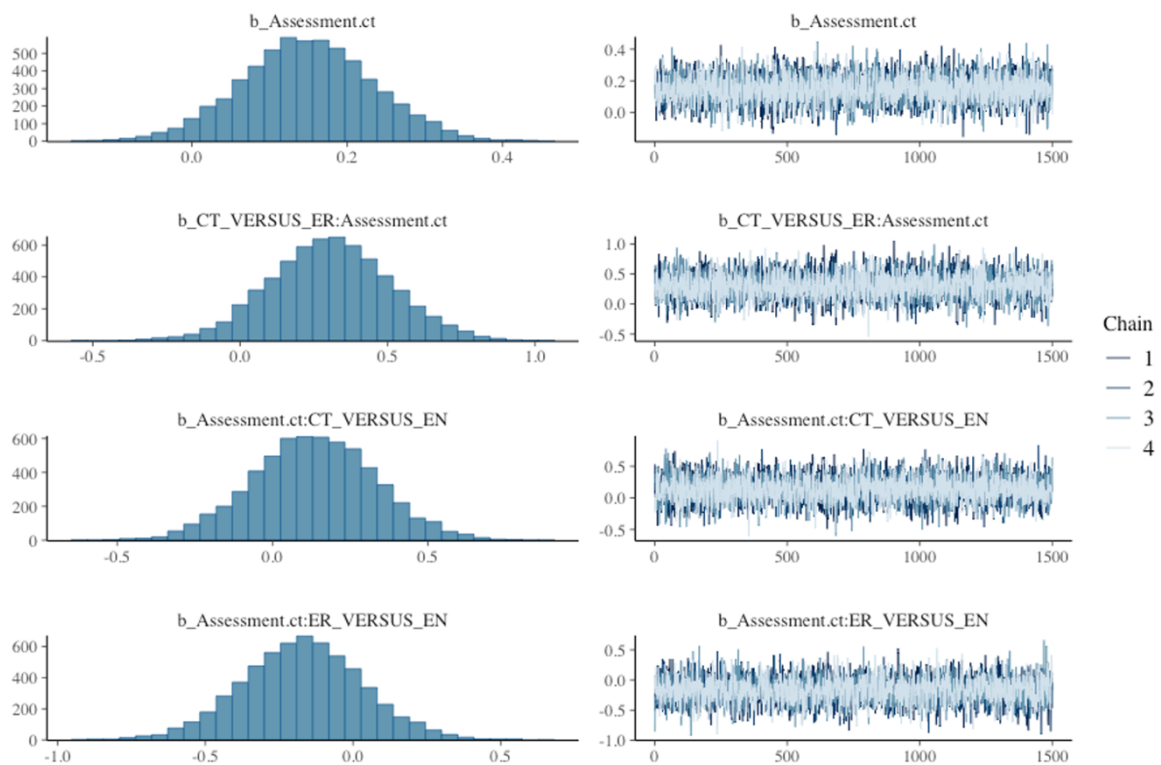 b_Assessment.ct
500
400
300
200
100
0
0.0 0.2 0.4
b_Assessment.ct
0.4
0.2
0.0
0 500 1000 1500
b_CT_VERSUS_ER:Assessment.ct
600
400
200
0
-0.5 0.0 0.5 1.0
b_CT_VERSUS_ER:Assessment.ct
1.0
0.5
0.0
-0.5
0 500 1000 1500
b_Assessment.ct:CT_VERSUS_EN
600
400
200
0
-0.5 0.0 0.5
b_Assessment.ct:CT_VERSUS_EN
0.5
0.0
-0.5
0 500 1000 1500
b_Assessment.ct:ER_VERSUS_EN
600
400
200
0
-1.0 -0.5 0.0 0.5
b_Assessment.ct:ER_VERSUS_EN
0.5
0.0
-0.5
-1.0
0 500 1000 1500
Chain
1
2
3
4